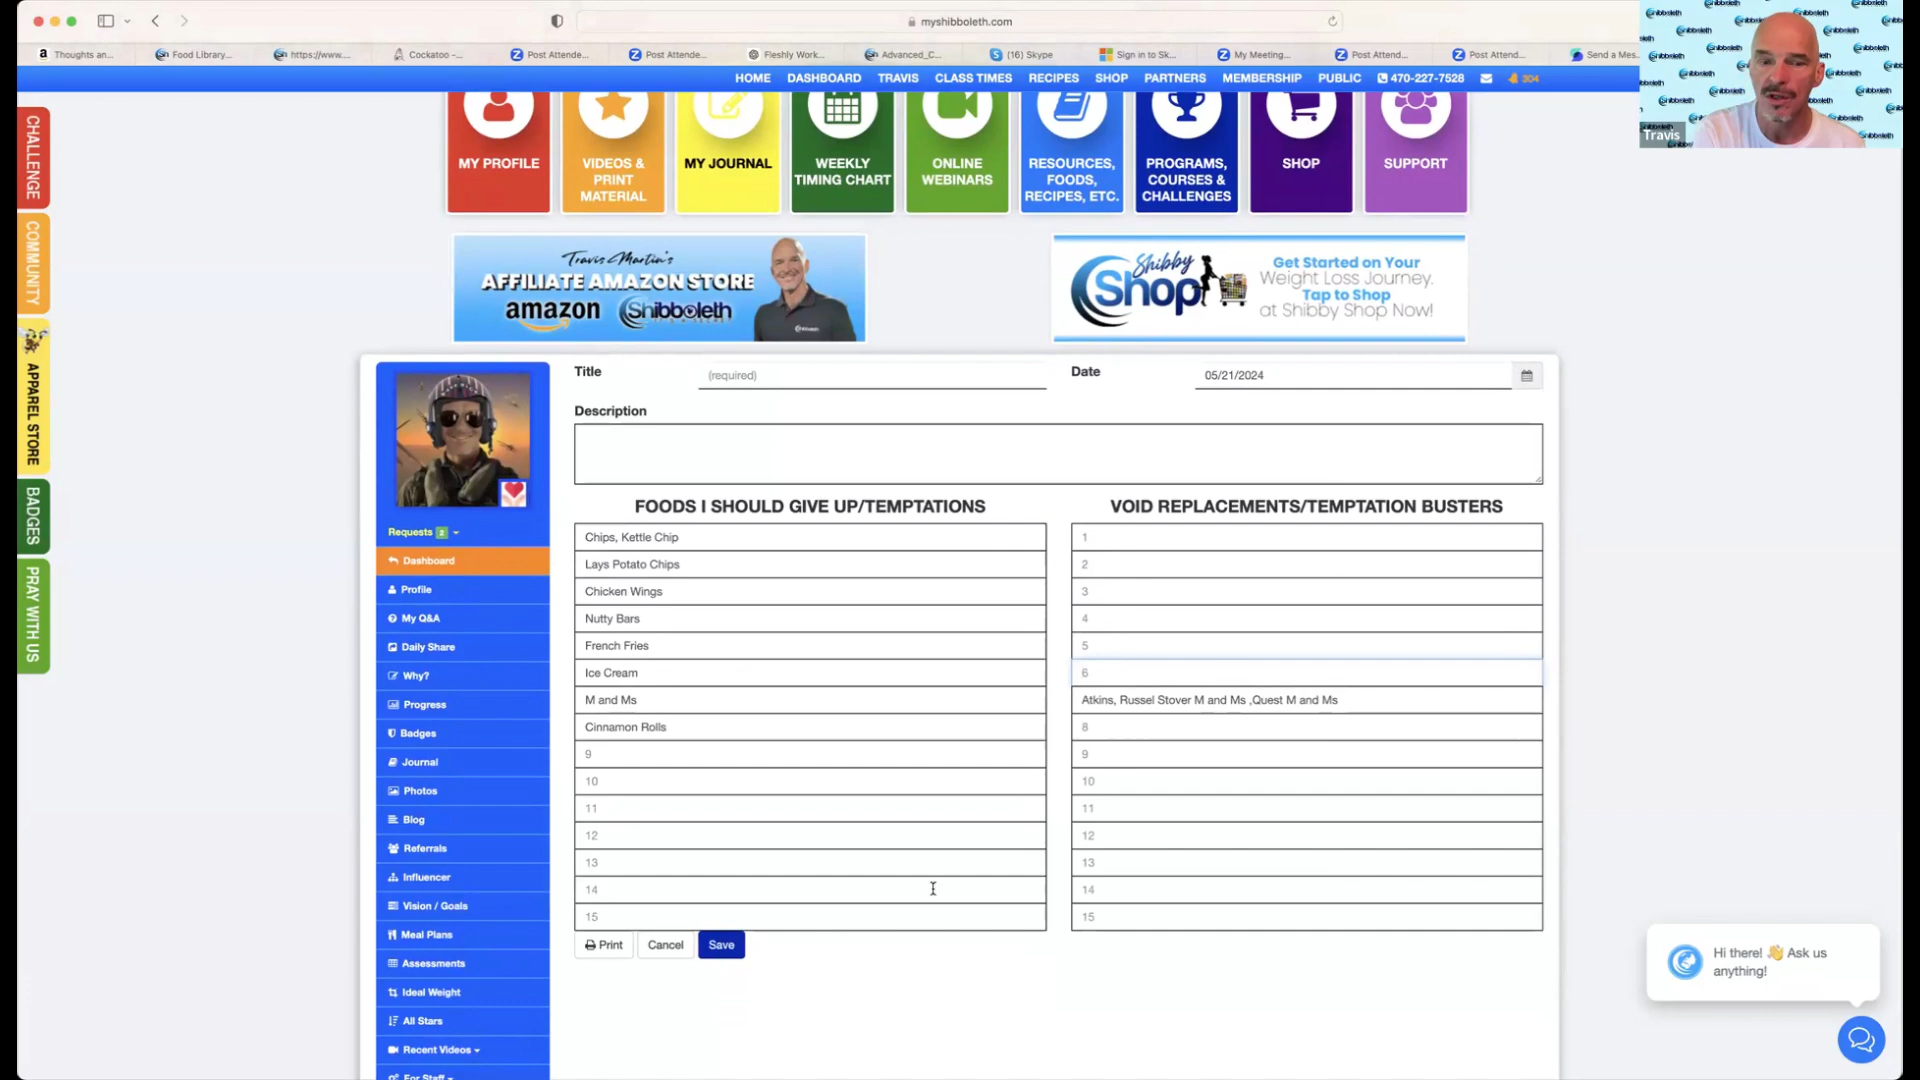 myshibboleth.com
Thoughts an...
Food Library...
https://www....
Cockatoo –...
Post Attende...
Post Attende...
Fleshly Work...
Advanced_C...
(16) Skype
Sign in to Sk...
My Meeting...
Post Attend...
Post Attend...
Send a Mes...
HOME DASHBOARD TRAVIS CLASS TIMES RECIPES SHOP PARTNERS MEMBERSHIP PUBLIC 470-227-7528 304
Travis
CHALLENGE
COMMUNITY
APPAREL STORE
BADGES
PRAY WITH US
MY PROFILE
VIDEOS &
PRINT
MATERIAL
MY JOURNAL
WEEKLY
TIMING CHART
ONLINE
WEBINARS
RESOURCES,
FOODS,
RECIPES, ETC.
PROGRAMS,
COURSES &
CHALLENGES
SHOP
SUPPORT
Travis Martin's
AFFILIATE AMAZON STORE
amazon Shibboleth
Shibby
Shop
Get Started on Your
Weight Loss Journey.
Tap to Shop
at Shibby Shop Now!
Title (required)
Date 05/21/2024
Description
FOODS I SHOULD GIVE UP/TEMPTATIONS
Chips, Kettle Chip
Lays Potato Chips
Chicken Wings
Nutty Bars
French Fries
Ice Cream
M and Ms
Cinnamon Rolls
9
10
11
12
13
14
15
VOID REPLACEMENTS/TEMPTATION BUSTERS
1
2
3
4
5
6
Atkins, Russel Stover M and Ms ,Quest M and Ms
8
9
10
11
12
13
14
15
Print Cancel Save
Requests 2
Dashboard
Profile
My Q&A
Daily Share
Why?
Progress
Badges
Journal
Photos
Blog
Referrals
Influencer
Vision / Goals
Meal Plans
Assessments
Ideal Weight
All Stars
Recent Videos
For Staff
Hi there! 👋 Ask us
anything!